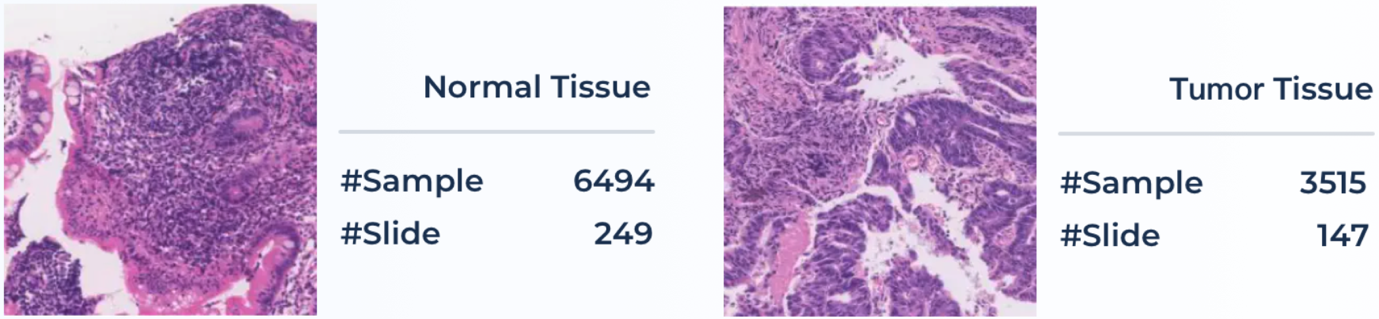 Normal Tissue
#Sample 6494
#Slide 249
Tumor Tissue
#Sample 3515
#Slide 147